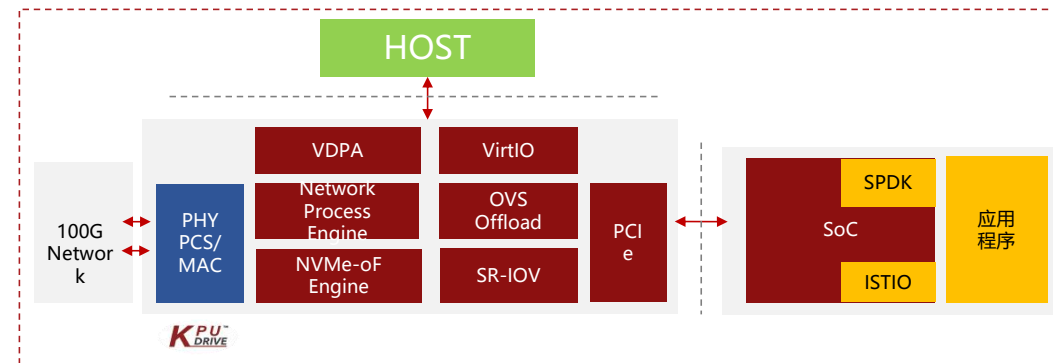 HOST
VDPA
VirtIO
Network
Process
Engine
OVS
Offload
NVMe-oF
Engine
SR-IOV
100G
Networ
k
PHY
PCS/
MAC
PCI
e
SoC
SPDK
ISTIO
应用
程序
KPU™
DRIVE